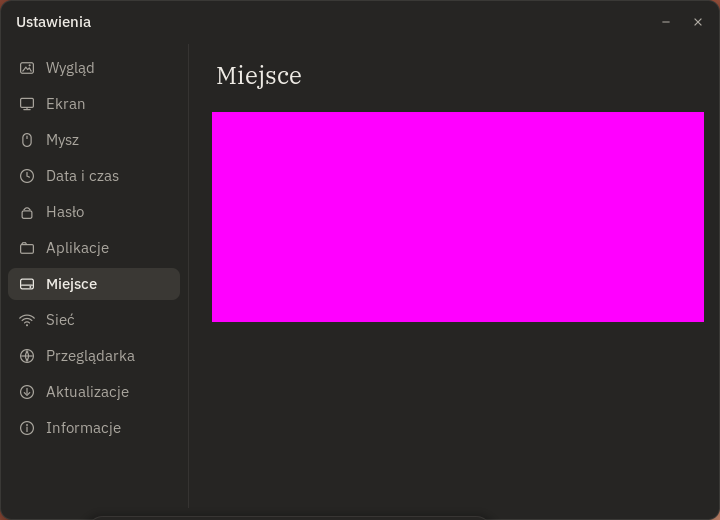 Ustawienia
Wygląd
Ekran
Mysz
Data i czas
Hasło
Aplikacje
Miejsce
Sieć
Przeglądarka
Aktualizacje
Informacje
Miejsce